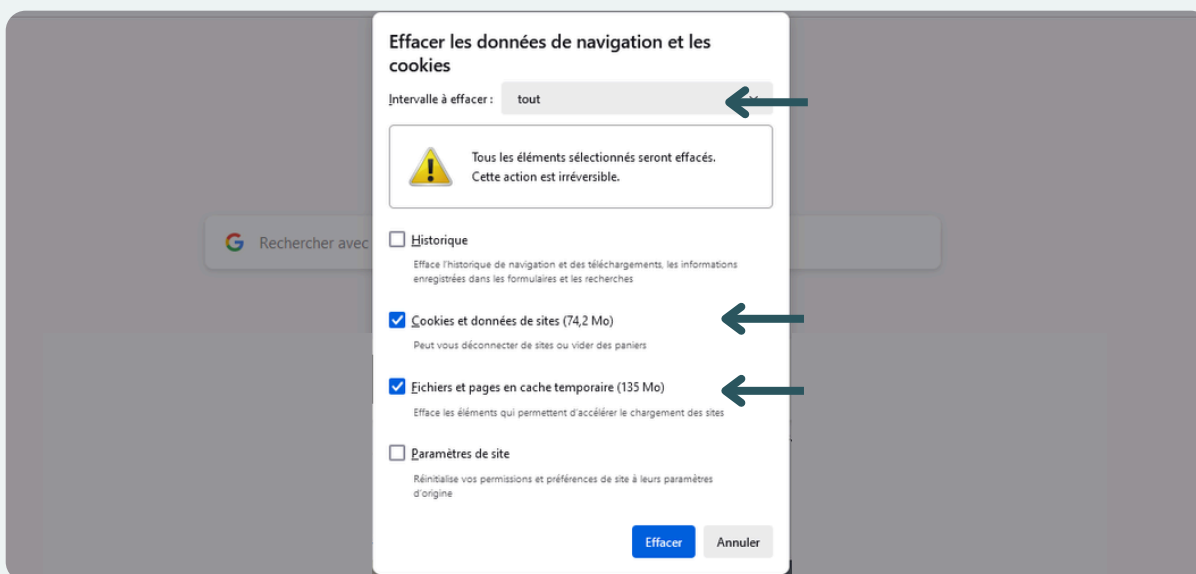 Effacer les données de navigation et les
cookies
Intervalle à effacer : tout
Tous les éléments sélectionnés seront effacés.
Cette action est irréversible.
Rechercher avec
Historique
Efface l'historique de navigation et des téléchargements, les informations
enregistrées dans les formulaires et les recherches
Cookies et données de sites (74,2 Mo)
Peut vous déconnecter de sites ou vider des paniers
Fichiers et pages en cache temporaire (135 Mo)
Efface les éléments qui permettent d'accélérer le chargement des sites
Paramètres de site
Réinitialise vos permissions et préférences de site à leurs paramètres
d'origine
Effacer Annuler